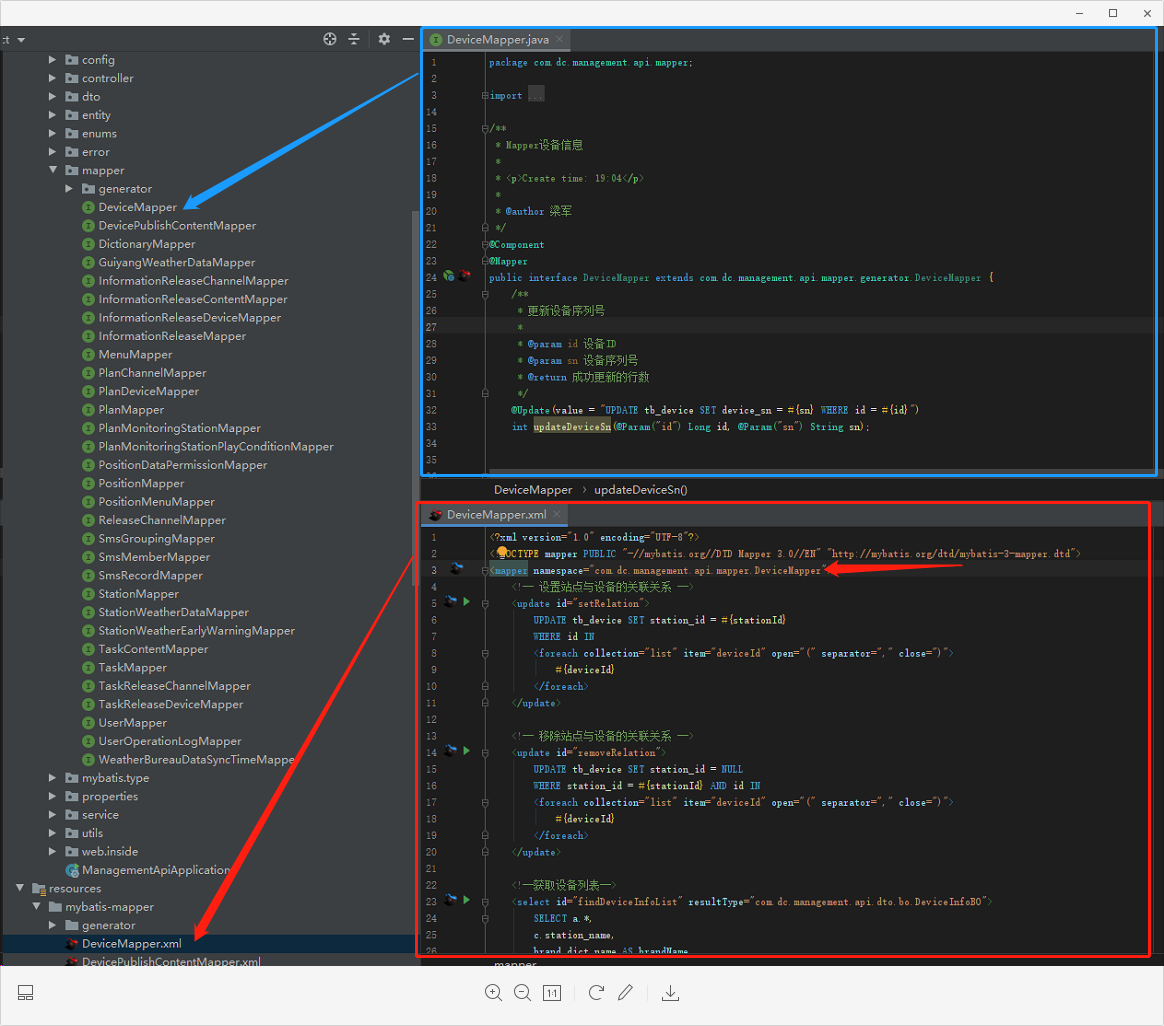 :t
config
controller
dto
entity
enums
error
mapper
generator
DeviceMapper
DevicePublishContentMapper
DictionaryMapper
GuiyangWeatherDataMapper
InformationReleaseChannelMapper
InformationReleaseContentMapper
InformationReleaseDeviceMapper
InformationReleaseMapper
MenuMapper
PlanChannelMapper
PlanDeviceMapper
PlanMapper
PlanMonitoringStationMapper
PlanMonitoringStationPlayConditionMapper
PositionDataPermissionMapper
PositionMapper
PositionMenuMapper
ReleaseChannelMapper
SmsGroupingMapper
SmsMemberMapper
SmsRecordMapper
StationMapper
StationWeatherDataMapper
StationWeatherEarlyWarningMapper
TaskContentMapper
TaskMapper
TaskReleaseChannelMapper
TaskReleaseDeviceMapper
UserMapper
UserOperationLogMapper
WeatherBureauDataSyncTimeMappe
mybatis.type
properties
service
utils
web.inside
ManagementApiApplication
resources
mybatis-mapper
generator
DeviceMapper.xml
DevicePublishContentMapper.xml
DeviceMapper.java
1 package com.dc.management.api.mapper;
2
3 import ...
14
15 /**
16 * Mapper设备信息
17 *
18 * <p>Create time: 19:04</p>
19 *
20 * @author 梁军
21 */
22 @Component
23 @Mapper
24 public interface DeviceMapper extends com.dc.management.api.mapper.generator.DeviceMapper {
25 /**
26 * 更新设备序列号
27 *
28 * @param id 设备ID
29 * @param sn 设备序列号
30 * @return 成功更新的行数
31 */
32 @Update(value = "UPDATE tb_device SET device_sn = #{sn} WHERE id = #{id}")
33 int updateDeviceSn(@Param("id") Long id, @Param("sn") String sn);
34
35
DeviceMapper › updateDeviceSn()
DeviceMapper.xml
1 <?xml version="1.0" encoding="UTF-8"?>
2 <!DOCTYPE mapper PUBLIC "-//mybatis.org//DTD Mapper 3.0//EN" "http://mybatis.org/dtd/mybatis-3-mapper.dtd">
3 <mapper namespace="com.dc.management.api.mapper.DeviceMapper"
4 <!-- 设置站点与设备的关联关系 -->
5 <update id="setRelation">
6 UPDATE tb_device SET station_id = #{stationId}
7 WHERE id IN
8 <foreach collection="list" item="deviceId" open="(" separator="," close=")">
9 #{deviceId}
10 </foreach>
11 </update>
12
13 <!-- 移除站点与设备的关联关系 -->
14 <update id="removeRelation">
15 UPDATE tb_device SET station_id = NULL
16 WHERE station_id = #{stationId} AND id IN
17 <foreach collection="list" item="deviceId" open="(" separator="," close=")">
18 #{deviceId}
19 </foreach>
20 </update>
21
22 <!--获取设备列表-->
23 <select id="findDeviceInfoList" resultType="com.dc.management.api.dto.bo.DeviceInfoBO">
24 SELECT a.*,
25 c.station_name,
26 brand.dict_name AS brandName
mapper
1:1